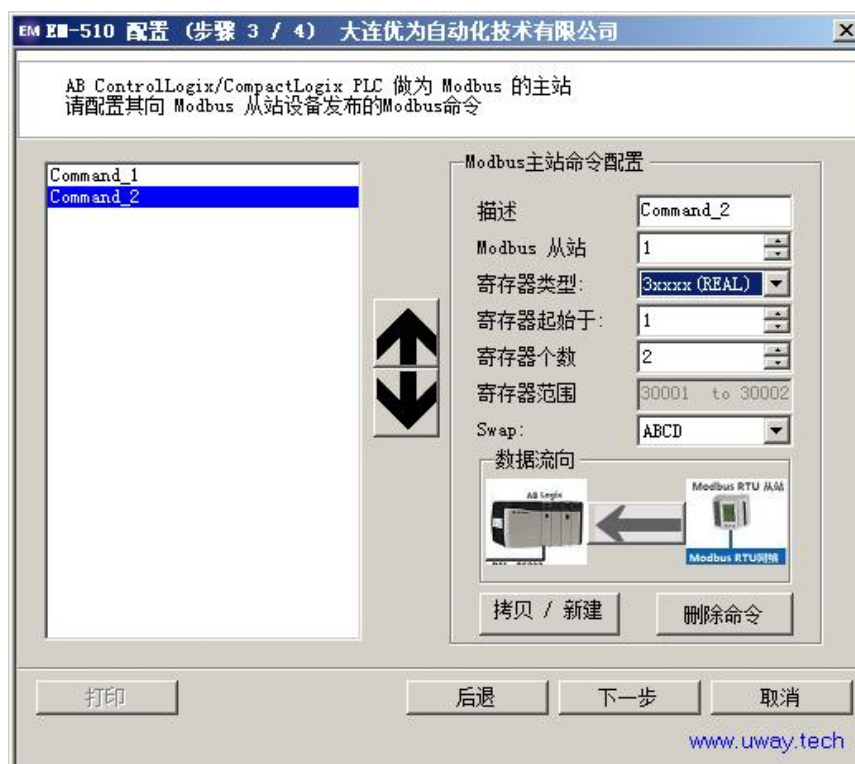 EM EM-510 配置 (步骤 3 / 4) 大连优为自动化技术有限公司
AB ControlLogix/CompactLogix PLC 做为 Modbus 的主站
请配置其向 Modbus 从站设备发布的Modbus命令
Command_1
Command_2
Modbus主站命令配置
描述 Command_2
Modbus 从站 1
寄存器类型: 3xxxx(REAL)
寄存器起始于: 1
寄存器个数 2
寄存器范围 30001 to 30002
Swap: ABCD
数据流向
AB Logix
Modbus RTU 从站
Modbus RTU网络
拷贝 / 新建 删除命令
打印 后退 下一步 取消
www.uway.tech